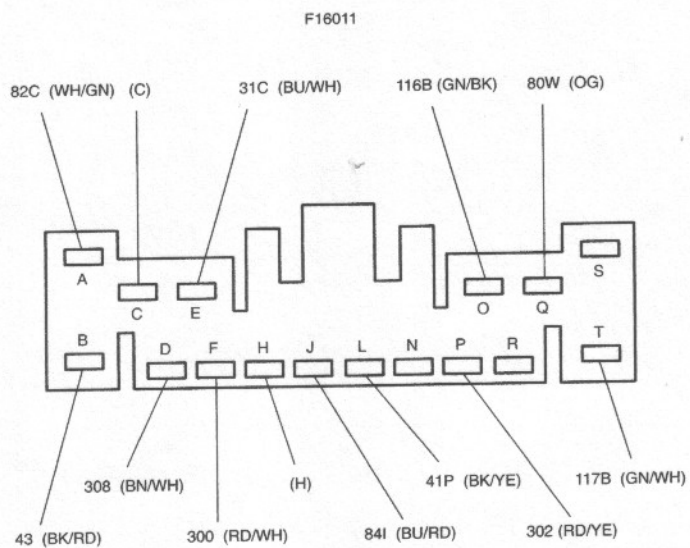 F16011
82C (WH/GN) (C) 31C (BU/WH) 116B (GN/BK) 80W (OG)
A S
C E O Q
B D F H J L N P R T
308 (BN/WH) (H) 41P (BK/YE) 117B (GN/WH)
43 (BK/RD) 300 (RD/WH) 84I (BU/RD) 302 (RD/YE)